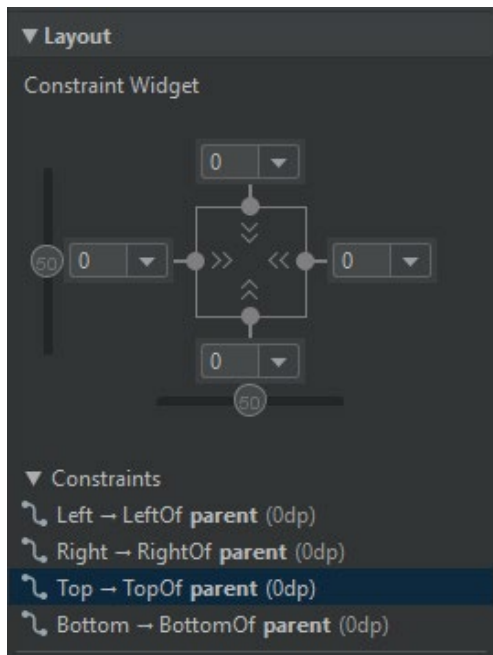 Layout
Constraint Widget
0
50
0
0
0
50
Constraints
Left → LeftOf parent (0dp)
Right → RightOf parent (0dp)
Top → TopOf parent (0dp)
Bottom → BottomOf parent (0dp)